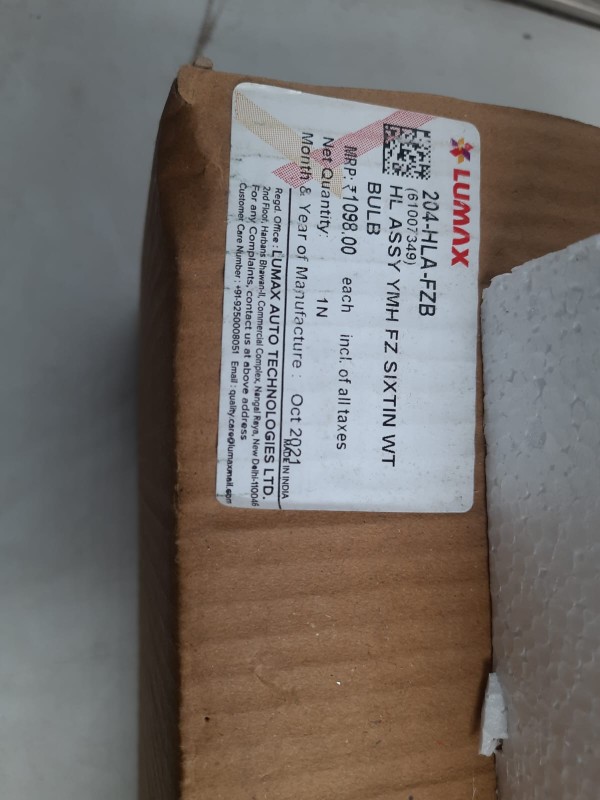 LUMAX
204-HLA-FZB
(61007349)
HL ASSY YMH FZ SIXTIN WT
BULB
MRP: ₹1098.00 each incl. of all taxes
Net Quantity: 1N
Month & Year of Manufacture : Oct 2021
MADE IN INDIA
Regd. Office : LUMAX AUTO TECHNOLOGIES LTD.
2nd Floor, Harbans Bhawan-II, Commercial Complex, Nangal Raya, New Delhi-110046
For any Complaints, contact us at above address
Customer Care Number : +91-9250008051 Email : quality.care@lumaxmail.com